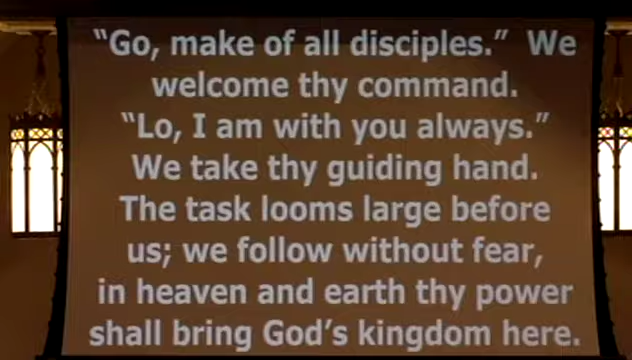 “Go, make of all disciples.” We
welcome thy command.
“Lo, I am with you always.”
We take thy guiding hand.
The task looms large before
us; we follow without fear,
in heaven and earth thy power
shall bring God’s kingdom here.